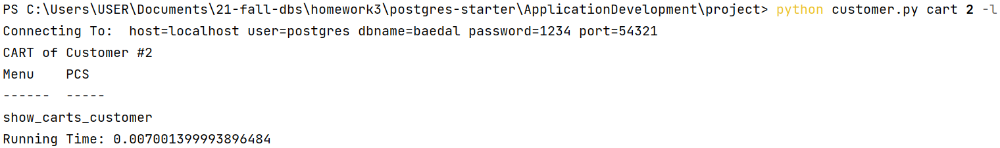 PS C:\Users\USER\Documents\21-fall-dbs\homework3\postgres-starter\ApplicationDevelopment\project> python customer.py cart 2 -l
Connecting To:  host=localhost user=postgres dbname=baedal password=1234 port=54321
CART of Customer #2
Menu    PCS
------  -----
show_carts_customer
Running Time: 0.007001399993896484